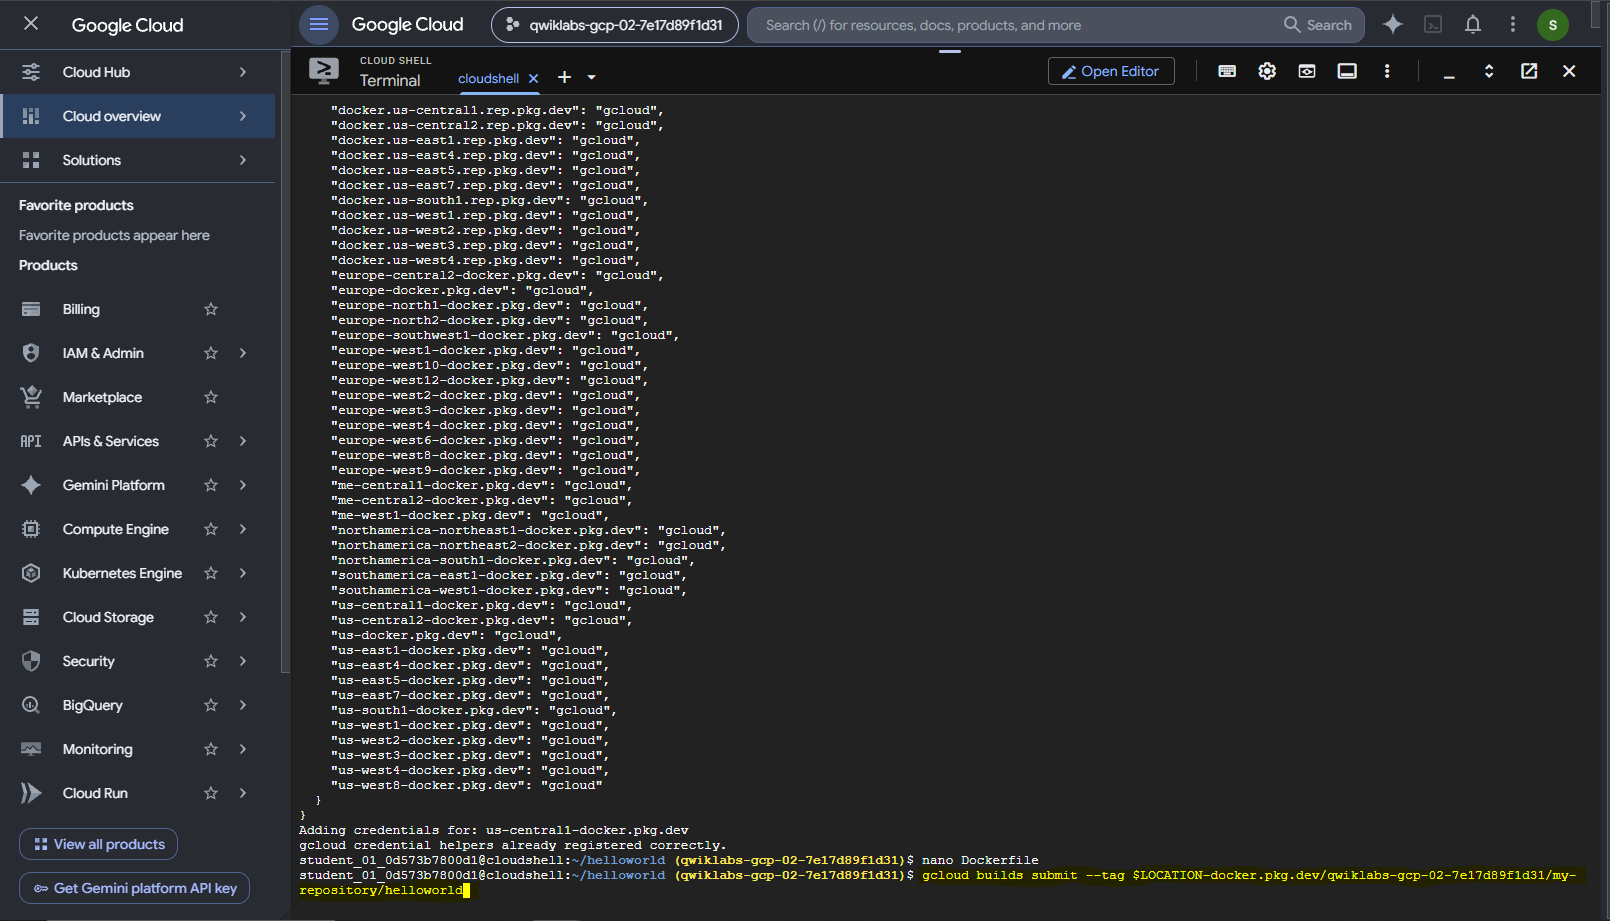 Google Cloud
Cloud Hub
Cloud overview
Solutions
Favorite products
Favorite products appear here
Products
Billing
IAM & Admin
Marketplace
API APIs & Services
Gemini Platform
Compute Engine
Kubernetes Engine
Cloud Storage
Security
BigQuery
Monitoring
Cloud Run
View all products
Get Gemini platform API key
Google Cloud
qwiklabs-gcp-02-7e17d89f1d31
Search (/) for resources, docs, products, and more
Search
S
CLOUD SHELL
Terminal
cloudshell
Open Editor
"docker.us-central1.rep.pkg.dev": "gcloud",
"docker.us-central2.rep.pkg.dev": "gcloud",
"docker.us-east1.rep.pkg.dev": "gcloud",
"docker.us-east4.rep.pkg.dev": "gcloud",
"docker.us-east5.rep.pkg.dev": "gcloud",
"docker.us-east7.rep.pkg.dev": "gcloud",
"docker.us-south1.rep.pkg.dev": "gcloud",
"docker.us-west1.rep.pkg.dev": "gcloud",
"docker.us-west2.rep.pkg.dev": "gcloud",
"docker.us-west3.rep.pkg.dev": "gcloud",
"docker.us-west4.rep.pkg.dev": "gcloud",
"europe-central2-docker.pkg.dev": "gcloud",
"europe-docker.pkg.dev": "gcloud",
"europe-north1-docker.pkg.dev": "gcloud",
"europe-north2-docker.pkg.dev": "gcloud",
"europe-southwest1-docker.pkg.dev": "gcloud",
"europe-west1-docker.pkg.dev": "gcloud",
"europe-west10-docker.pkg.dev": "gcloud",
"europe-west12-docker.pkg.dev": "gcloud",
"europe-west2-docker.pkg.dev": "gcloud",
"europe-west3-docker.pkg.dev": "gcloud",
"europe-west4-docker.pkg.dev": "gcloud",
"europe-west6-docker.pkg.dev": "gcloud",
"europe-west8-docker.pkg.dev": "gcloud",
"europe-west9-docker.pkg.dev": "gcloud",
"me-central1-docker.pkg.dev": "gcloud",
"me-central2-docker.pkg.dev": "gcloud",
"me-west1-docker.pkg.dev": "gcloud",
"northamerica-northeast1-docker.pkg.dev": "gcloud",
"northamerica-northeast2-docker.pkg.dev": "gcloud",
"northamerica-south1-docker.pkg.dev": "gcloud",
"southamerica-east1-docker.pkg.dev": "gcloud",
"southamerica-west1-docker.pkg.dev": "gcloud",
"us-central1-docker.pkg.dev": "gcloud",
"us-central2-docker.pkg.dev": "gcloud",
"us-docker.pkg.dev": "gcloud",
"us-east1-docker.pkg.dev": "gcloud",
"us-east4-docker.pkg.dev": "gcloud",
"us-east5-docker.pkg.dev": "gcloud",
"us-east7-docker.pkg.dev": "gcloud",
"us-south1-docker.pkg.dev": "gcloud",
"us-west1-docker.pkg.dev": "gcloud",
"us-west2-docker.pkg.dev": "gcloud",
"us-west3-docker.pkg.dev": "gcloud",
"us-west4-docker.pkg.dev": "gcloud",
"us-west8-docker.pkg.dev": "gcloud"
}
}
Adding credentials for: us-central1-docker.pkg.dev
gcloud credential helpers already registered correctly.
student_01_0d573b7800d1@cloudshell:~/helloworld (qwiklabs-gcp-02-7e17d89f1d31)$ nano Dockerfile
student_01_0d573b7800d1@cloudshell:~/helloworld (qwiklabs-gcp-02-7e17d89f1d31)$ gcloud builds submit --tag $LOCATION-docker.pkg.dev/qwiklabs-gcp-02-7e17d89f1d31/my-
repository/helloworld